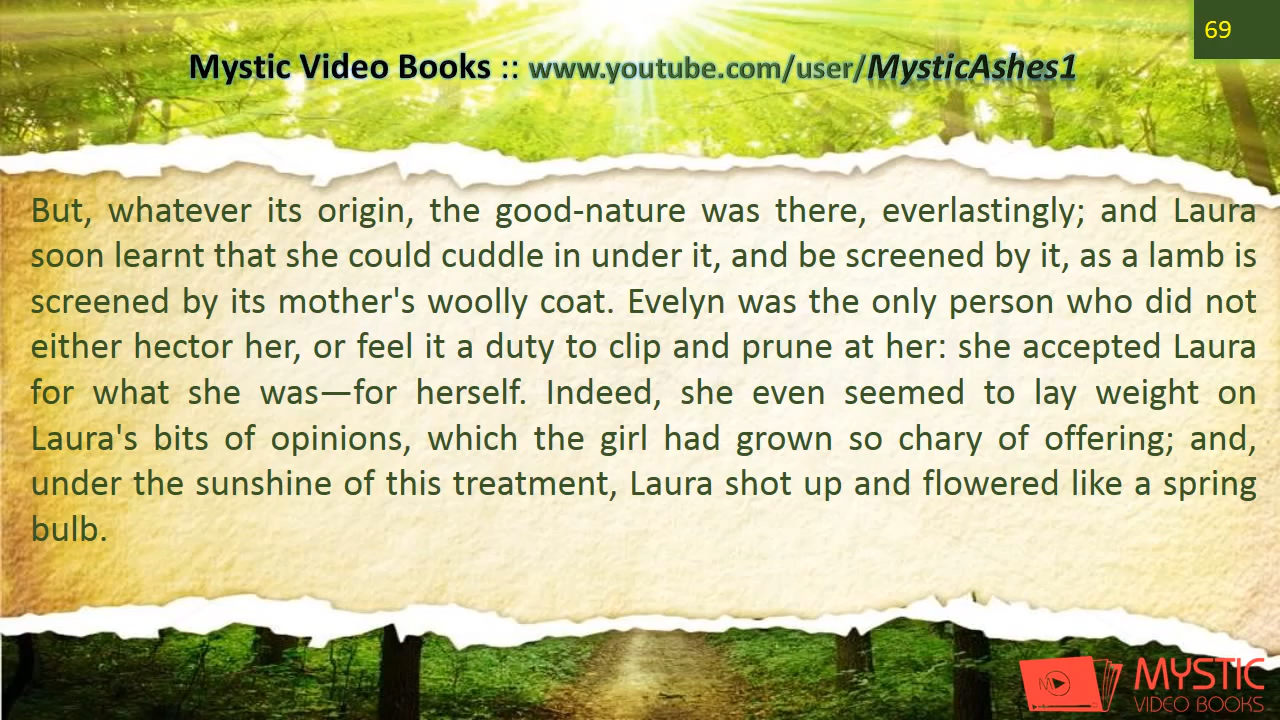 69
Mystic Video Books :: www.youtube.com/user/MysticAshes1
But, whatever its origin, the good-nature was there, everlastingly; and Laura
soon learnt that she could cuddle in under it, and be screened by it, as a lamb is
screened by its mother's woolly coat. Evelyn was the only person who did not
either hector her, or feel it a duty to clip and prune at her: she accepted Laura
for what she was—for herself. Indeed, she even seemed to lay weight on
Laura's bits of opinions, which the girl had grown so chary of offering; and,
under the sunshine of this treatment, Laura shot up and flowered like a spring
bulb.
MYSTIC
VIDEO BOOKS